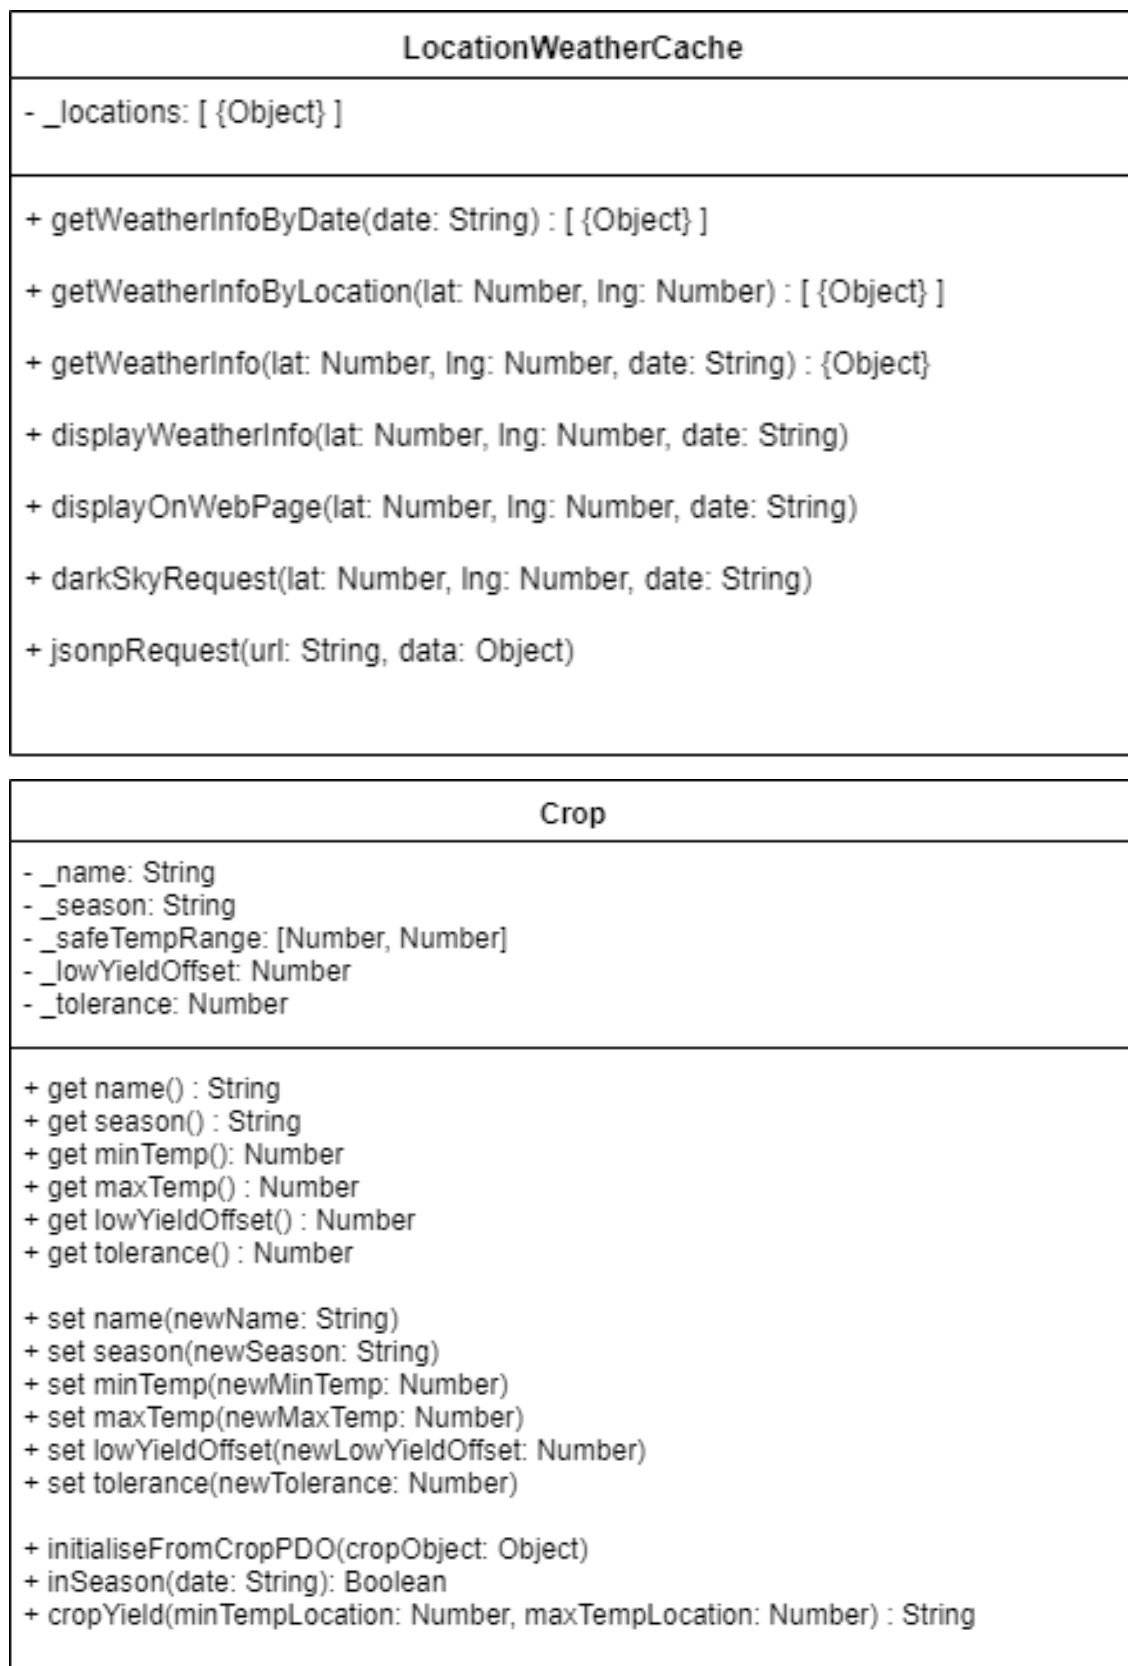 LocationWeatherCache
- _locations: [ {Object} ]
+ getWeatherInfoByDate(date: String) : [ {Object} ]
+ getWeatherInfoByLocation(lat: Number, lng: Number) : [ {Object} ]
+ getWeatherInfo(lat: Number, lng: Number, date: String) : {Object}
+ displayWeatherInfo(lat: Number, lng: Number, date: String)
+ displayOnWebPage(lat: Number, lng: Number, date: String)
+ darkSkyRequest(lat: Number, lng: Number, date: String)
+ jsonpRequest(url: String, data: Object)
Crop
- _name: String
- _season: String
- _safeTempRange: [Number, Number]
- _lowYieldOffset: Number
- _tolerance: Number
+ get name() : String
+ get season() : String
+ get minTemp(): Number
+ get maxTemp() : Number
+ get lowYieldOffset() : Number
+ get tolerance() : Number
+ set name(newName: String)
+ set season(newSeason: String)
+ set minTemp(newMinTemp: Number)
+ set maxTemp(newMaxTemp: Number)
+ set lowYieldOffset(newLowYieldOffset: Number)
+ set tolerance(newTolerance: Number)
+ initialiseFromCropPDO(cropObject: Object)
+ inSeason(date: String): Boolean
+ cropYield(minTempLocation: Number, maxTempLocation: Number) : String